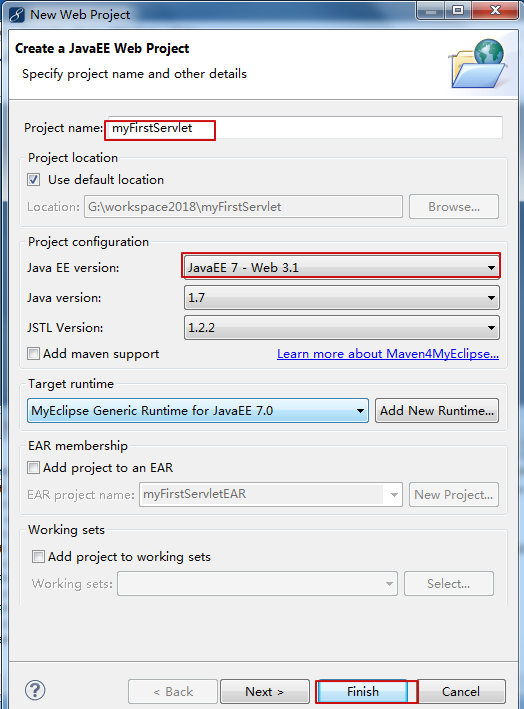 New Web Project
Create a JavaEE Web Project
Specify project name and other details
Project name: myFirstServlet
Project location
Use default location
Location: G:\workspace2018\myFirstServlet Browse...
Project configuration
Java EE version: JavaEE 7 - Web 3.1
Java version: 1.7
JSTL Version: 1.2.2
Add maven support Learn more about Maven4MyEclipse...
Target runtime
MyEclipse Generic Runtime for JavaEE 7.0 Add New Runtime...
EAR membership
Add project to an EAR
EAR project name: myFirstServletEAR New Project...
Working sets
Add project to working sets
Working sets: Select...
? < Back Next > Finish Cancel